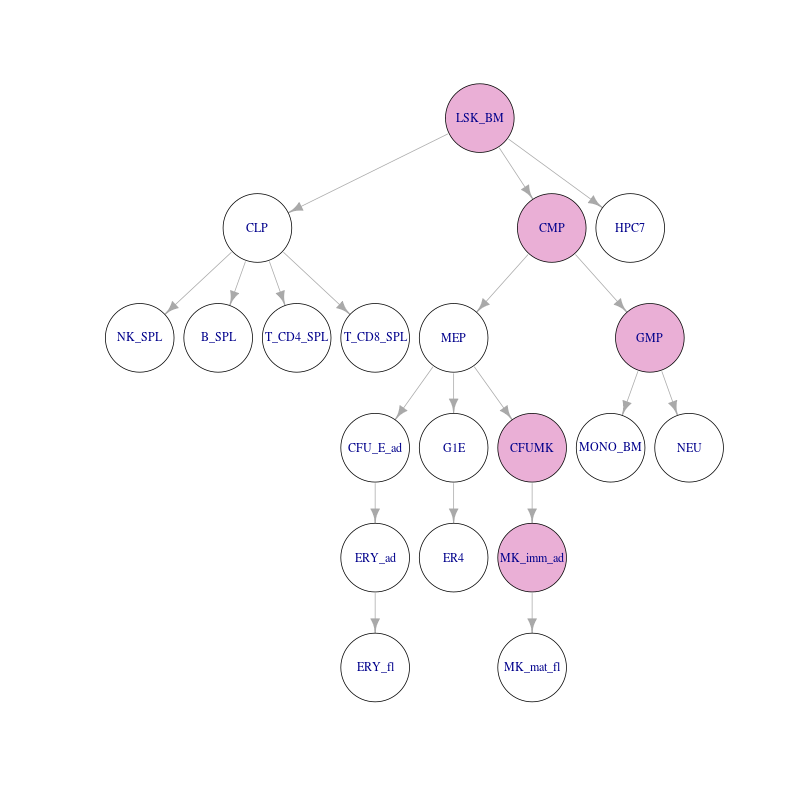 LSK_BM
CLP
CMP
HPC7
NK_SPL
B_SPL
T_CD4_SPL
T_CD8_SPL
MEP
GMP
CFU_E_ad
G1E
CFUMK
MONO_BM
NEU
ERY_ad
ER4
MK_imm_ad
ERY_fl
MK_mat_fl